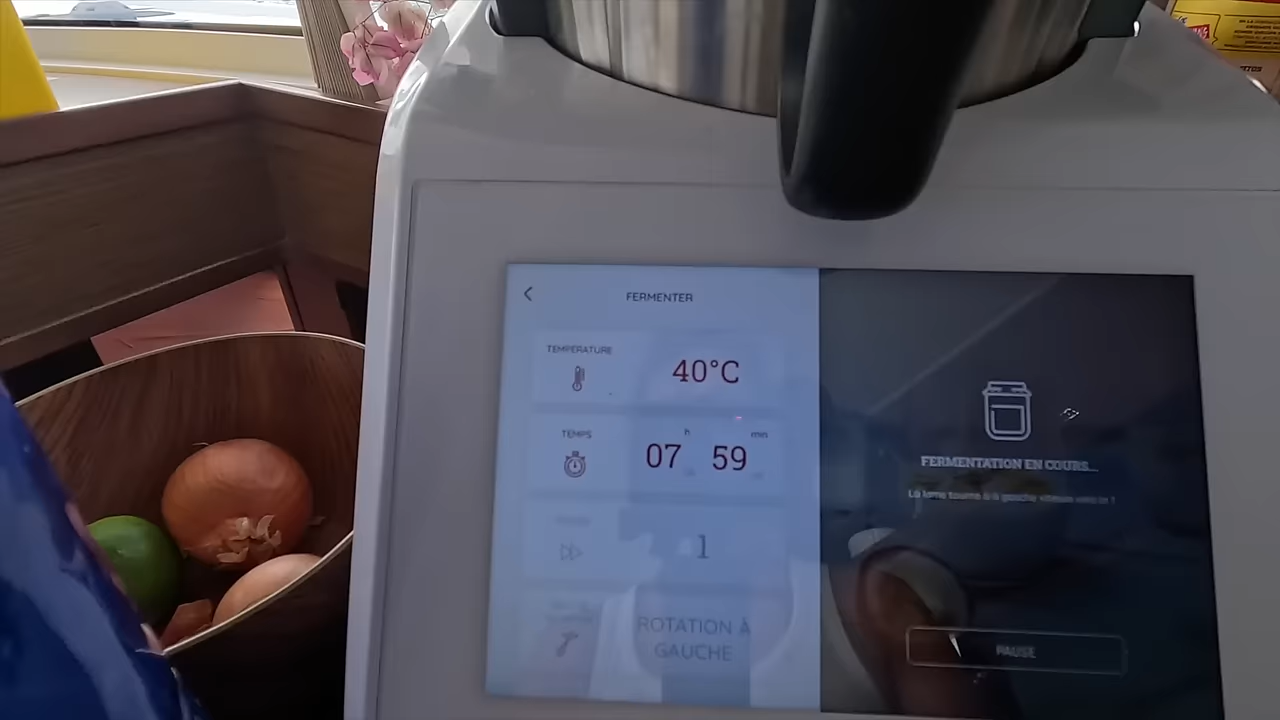 FERMENTER
TEMPERATURE
40°C
TEMPS
07 h 59 min
1
ROTATION À
GAUCHE
FERMENTATION EN COURS...
PAUSE